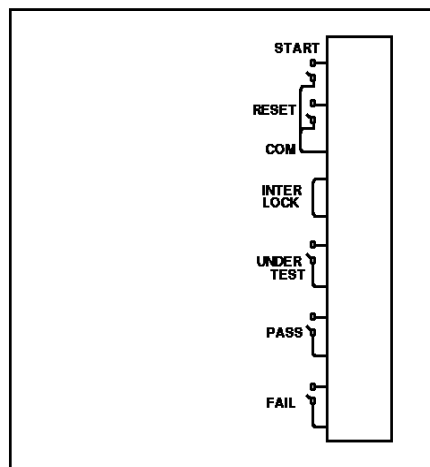 START
RESET
COM
INTER
LOCK
UNDER
TEST
PASS
FAIL